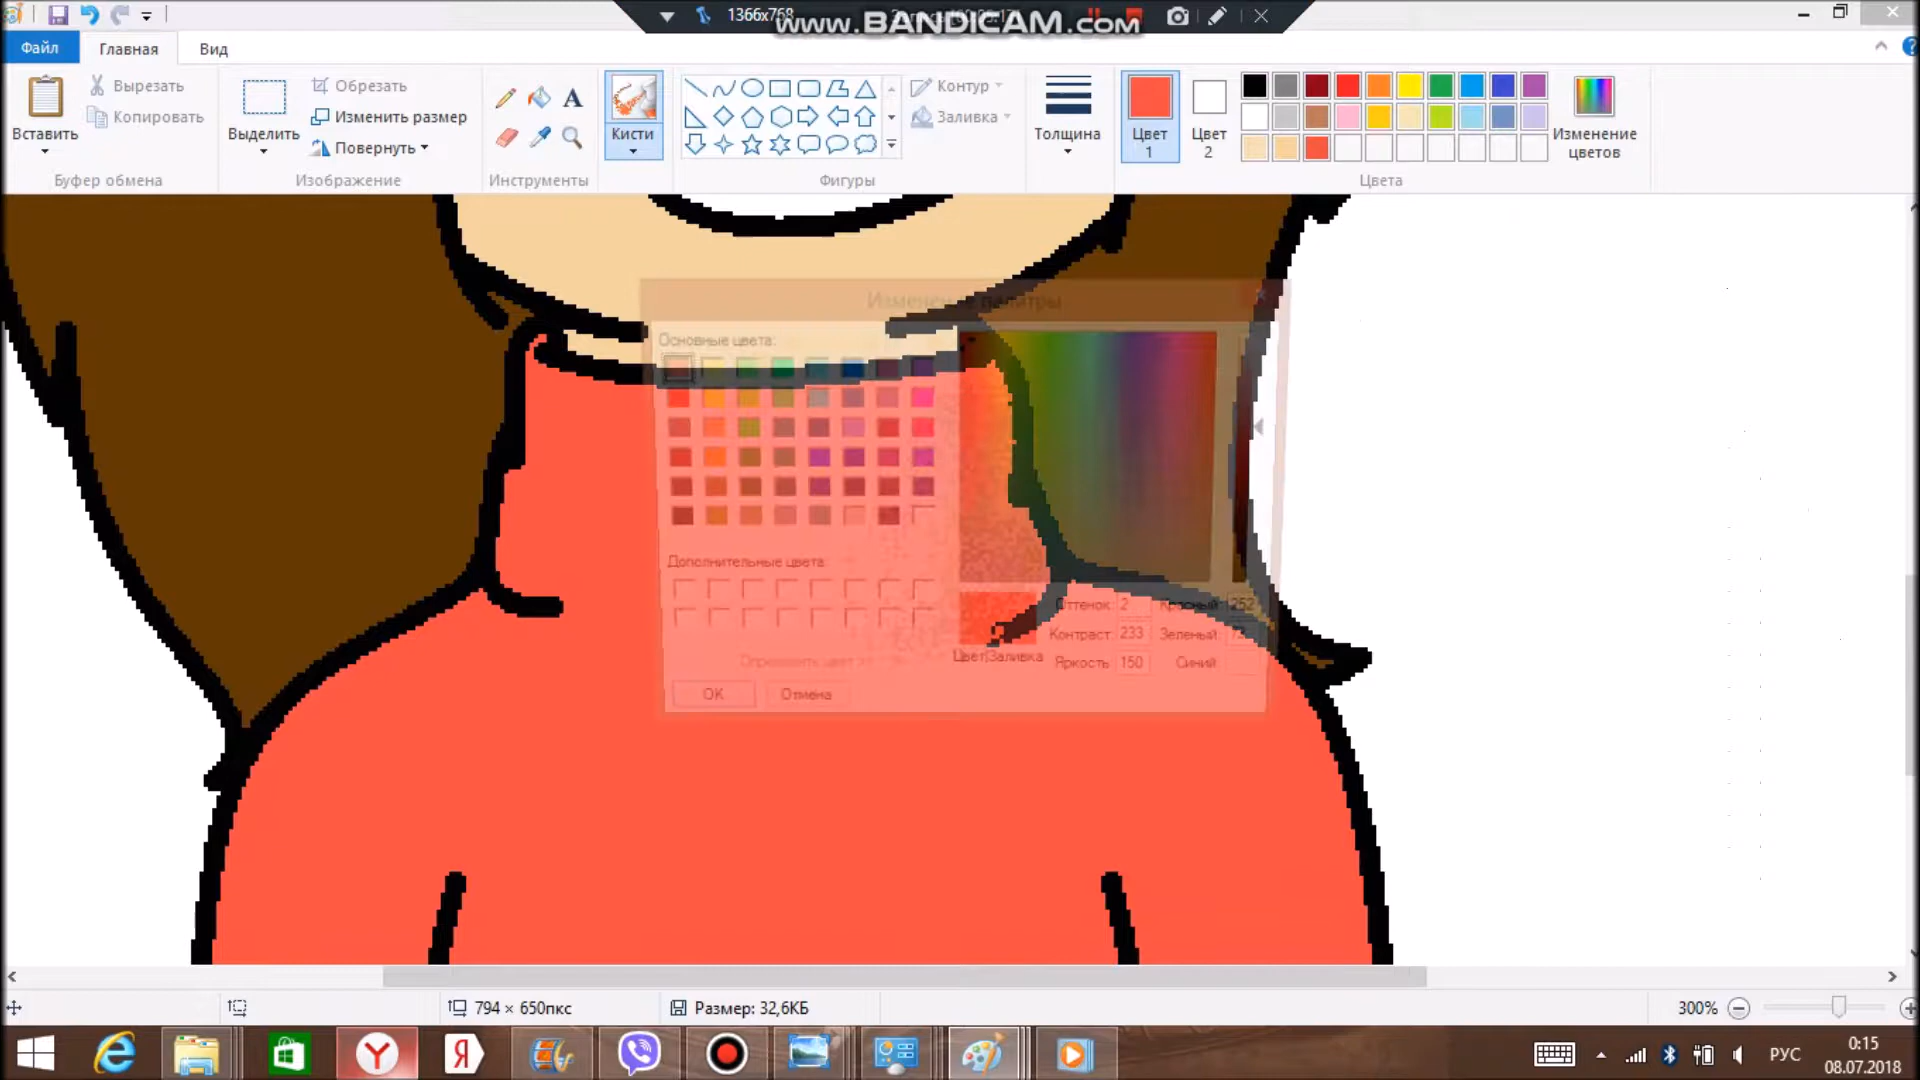 1366x768
www.BANDICAM.com
Файл
Главная
Вид
Вставить
Вырезать
Копировать
Буфер обмена
Выделить
Обрезать
Изменить размер
Повернуть
Изображение
Инструменты
Кисти
Контур
Заливка
Фигуры
Толщина
Цвет
1
Цвет
2
Изменение
цветов
Цвета
Изменение палитры
Основные цвета:
Дополнительные цвета:
Оттенок: 2
Красный: 252
Контраст: 233
Зеленый: 72
Цвет|Заливка
Яркость 150
Синий:
ОК
Отмена
794 × 650пкс
Размер: 32,6КБ
300%
РУС
0:15
08.07.2018